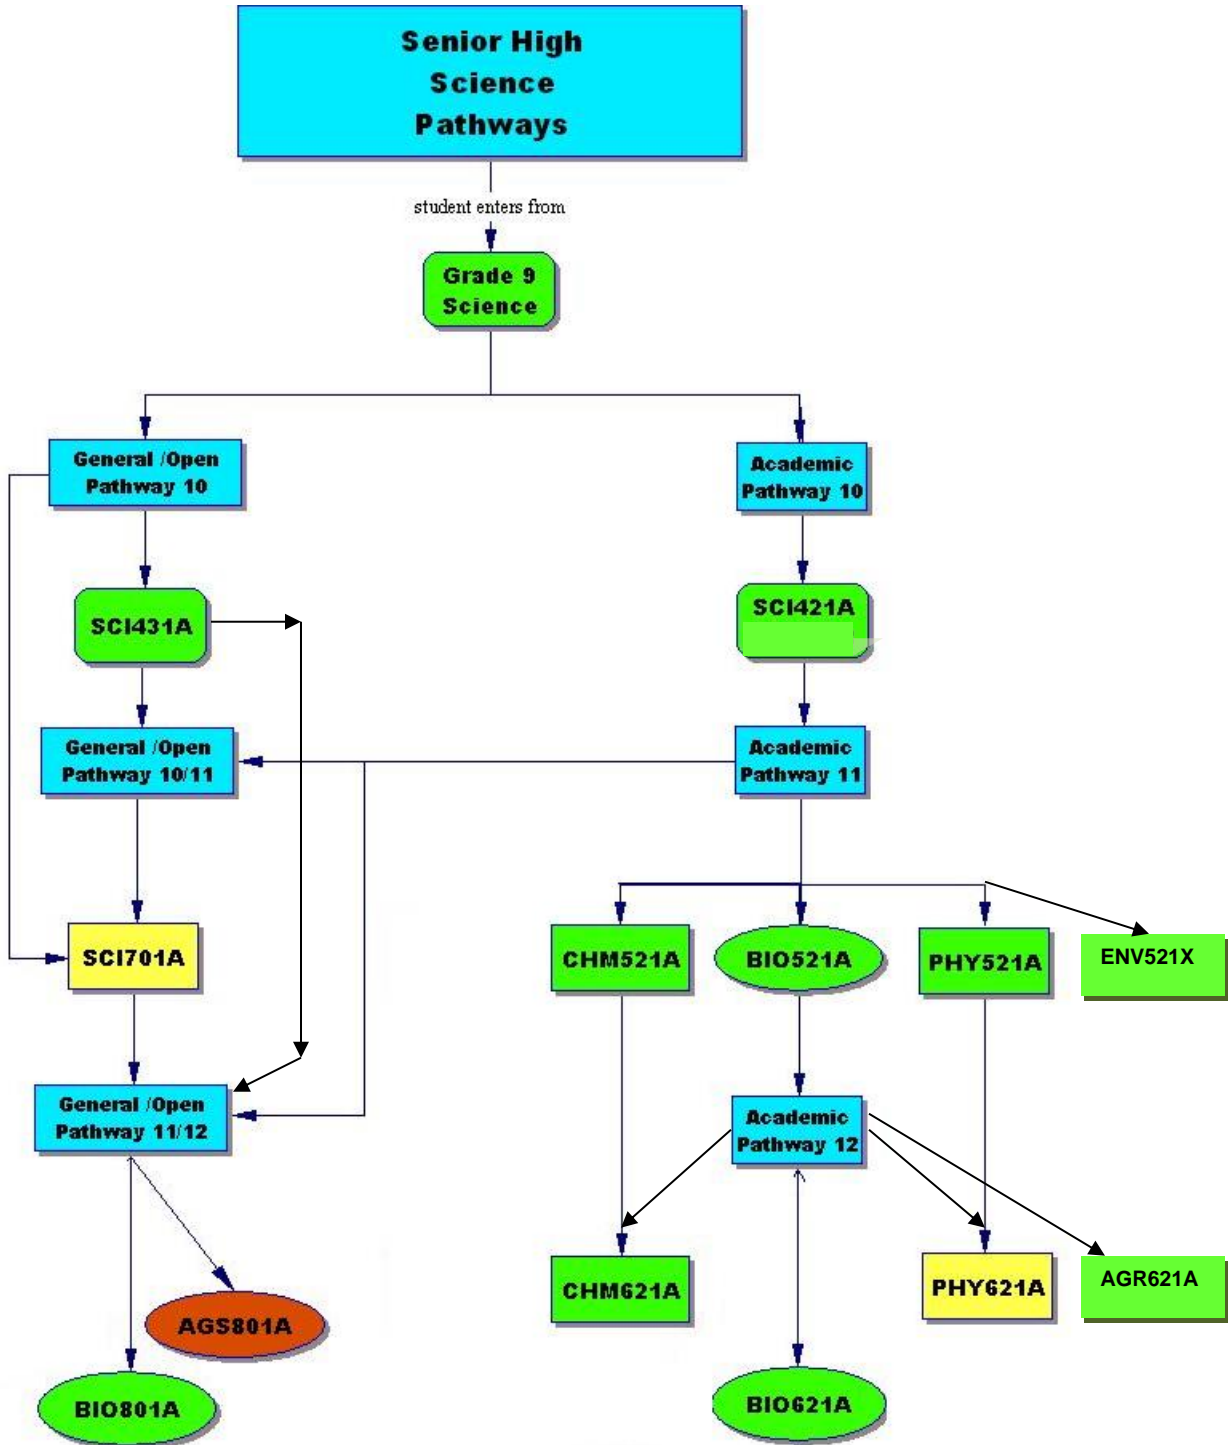 Senior High
Science
Pathways
student enters from
Grade 9
Science
General /Open
Pathway 10
Academic
Pathway 10
SCI431A
SCI421A
General /Open
Pathway 10/11
Academic
Pathway 11
SCI701A
CHM521A
BIO521A
PHY521A
ENV521X
General /Open
Pathway 11/12
Academic
Pathway 12
CHM621A
PHY621A
AGR621A
AGS801A
BIO801A
BIO621A